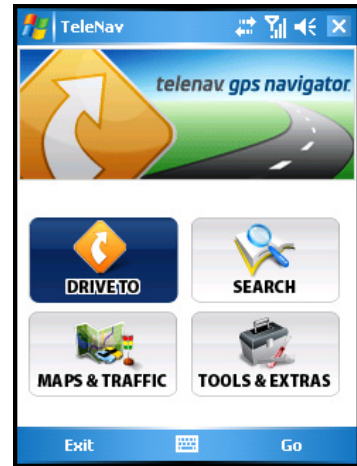 TeleNav
telenav gps navigator
DRIVE TO
SEARCH
MAPS & TRAFFIC
TOOLS & EXTRAS
Exit
Go